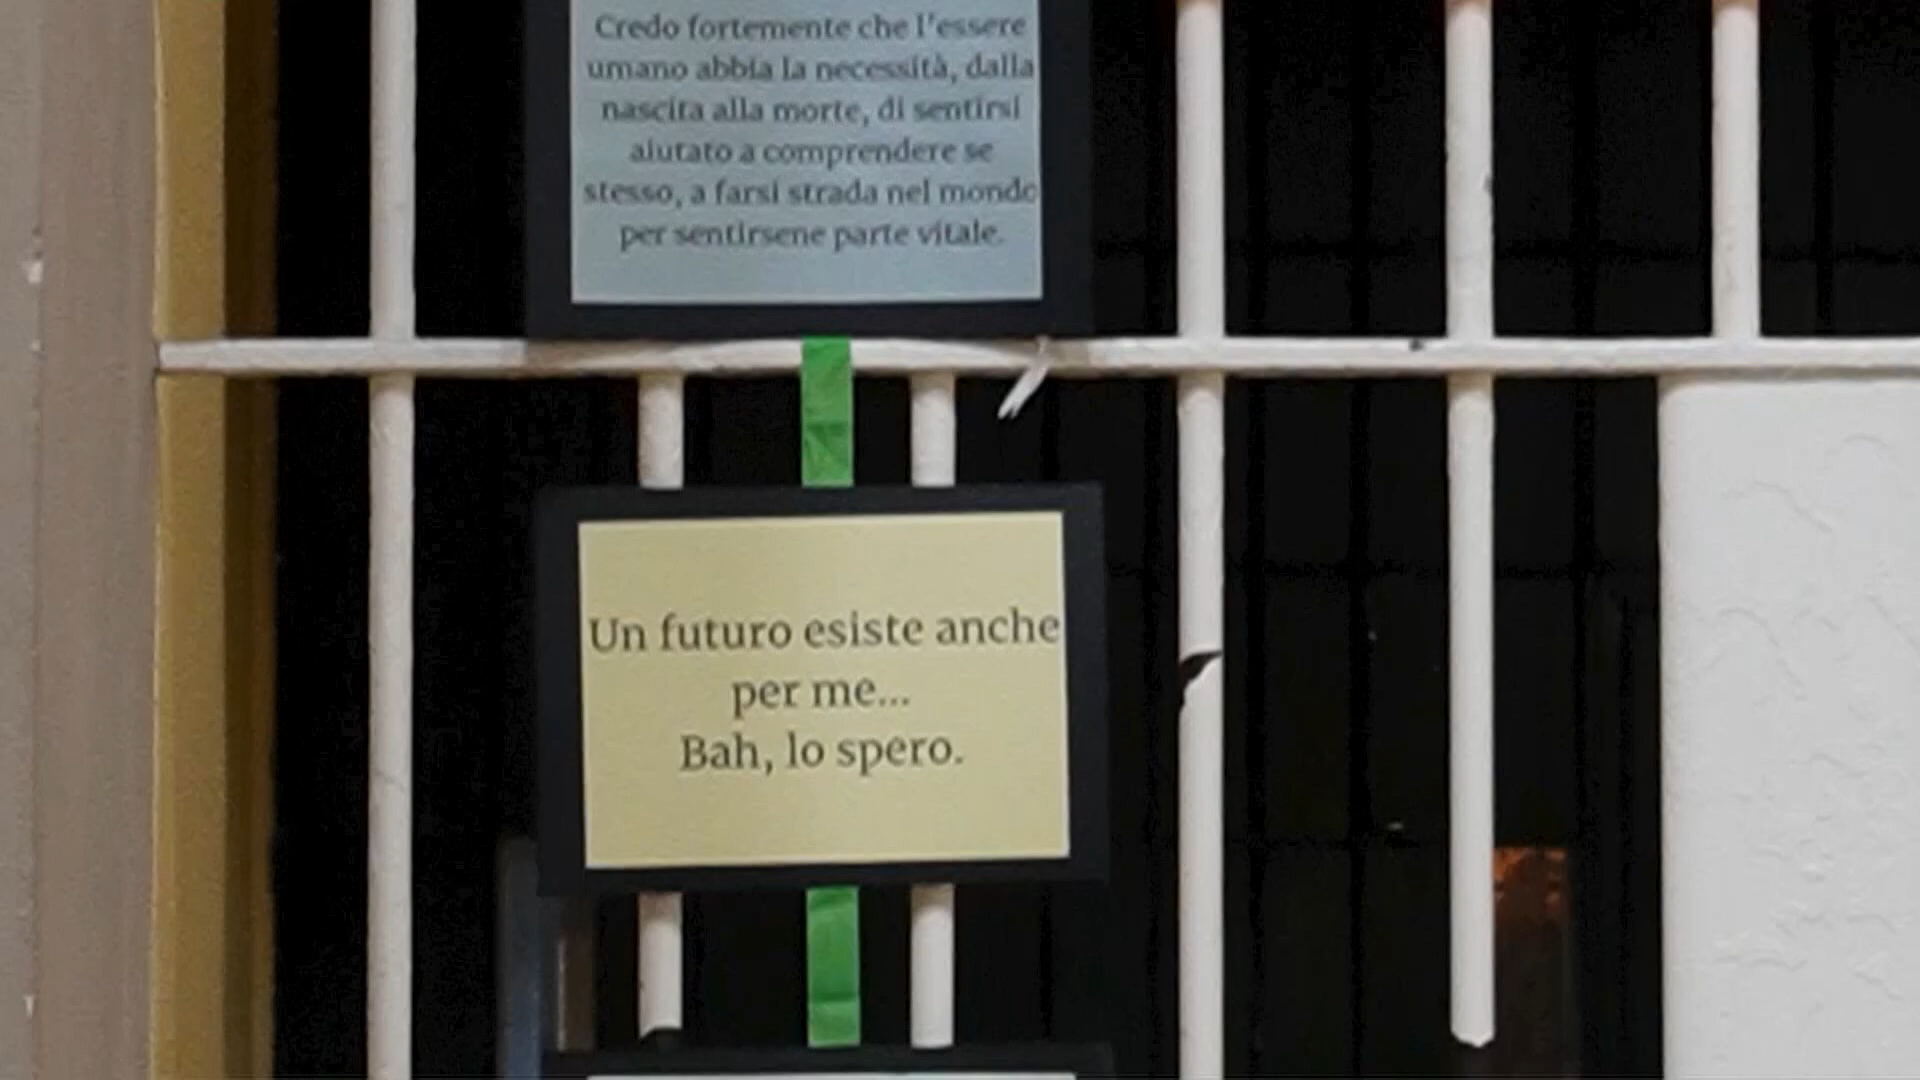 Credo fortemente che l'essere
umano abbia la necessità, dalla
nascita alla morte, di sentirsi
aiutato a comprendere se
stesso, a farsi strada nel mondo
per sentirsene parte vitale.
Un futuro esiste anche
per me...
Bah, lo spero.